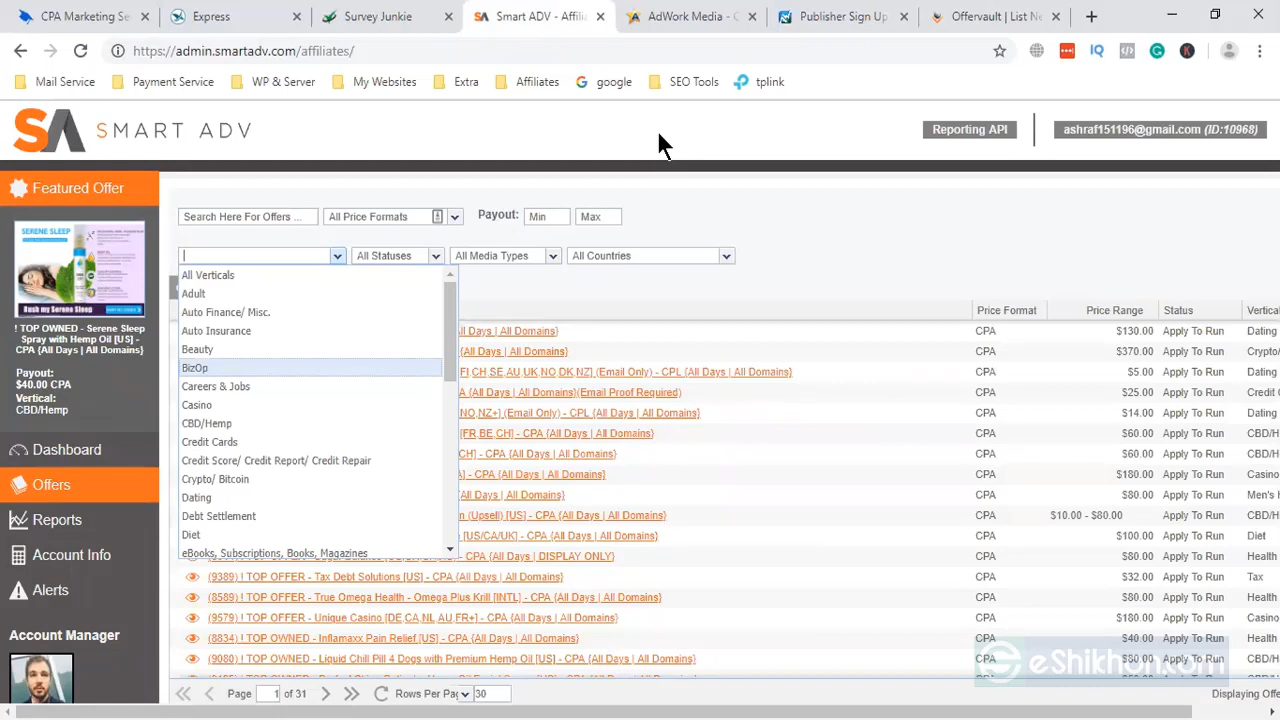 CPA Marketing Se
Express
Survey Junkie
Smart ADV - Affilia
AdWork Media - C
Publisher Sign Up
Offervault | List Ne
https://admin.smartadv.com/affiliates/
Mail Service
Payment Service
WP & Server
My Websites
Extra
Affiliates
google
SEO Tools
tplink
SA SMART ADV
Reporting API
ashraf151196@gmail.com (ID:10968)
Featured Offer
SERENE SLEEP
! TOP OWNED - Serene Sleep
Spray with Hemp Oil [US] -
CPA {All Days | All Domains}
Payout:
$40.00 CPA
Vertical:
CBD/Hemp
Dashboard
Offers
Reports
Account Info
Alerts
Account Manager
Search Here For Offers ...
All Price Formats
Payout:
Min
Max
All Statuses
All Media Types
All Countries
All Verticals
Adult
Auto Finance/ Misc.
Auto Insurance
Beauty
BizOp
Careers & Jobs
Casino
CBD/Hemp
Credit Cards
Credit Score/ Credit Report/ Credit Repair
Crypto/ Bitcoin
Dating
Debt Settlement
Diet
eBooks, Subscriptions, Books, Magazines
Price Format Price Range Status Vertica
All Days | All Domains} CPA $130.00 Apply To Run Dating
{All Days | All Domains} CPA $370.00 Apply To Run Crypto/
FI,CH,SE,AU,UK,NO,DK,NZ] (Email Only) - CPL {All Days | All Domains} CPA $5.00 Apply To Run Dating
A {All Days | All Domains}(Email Proof Required) CPA $25.00 Apply To Run Credit C
NO,NZ+] (Email Only) - CPL {All Days | All Domains} CPA $14.00 Apply To Run Dating
[FR,BE,CH] - CPA {All Days | All Domains} CPA $60.00 Apply To Run CBD/H
CH] - CPA {All Days | All Domains} CPA $60.00 Apply To Run CBD/H
] - CPA {All Days | All Domains} CPA $180.00 Apply To Run Casino
{All Days | All Domains} CPA $80.00 Apply To Run Men's
n (Upsell) [US] - CPA {All Days | All Domains} CPA $10.00 - $80.00 Apply To Run CBD/H
[US/CA/UK] - CPA {All Days | All Domains} CPA $100.00 Apply To Run Diet
- CPA {All Days | DISPLAY ONLY} CPA $80.00 Apply To Run Health
(9389) ! TOP OFFER - Tax Debt Solutions [US] - CPA {All Days | All Domains} CPA $32.00 Apply To Run Tax
(8589) ! TOP OFFER - True Omega Health - Omega Plus Krill [INTL] - CPA {All Days | All Domains} CPA $80.00 Apply To Run Health
(9579) ! TOP OFFER - Unique Casino [DE,CA,NL AU,FR+] - CPA {All Days | All Domains} CPA $180.00 Apply To Run Casino
(8834) ! TOP OWNED - Inflamaxx Pain Relief [US] - CPA {All Days | All Domains} CPA $40.00 Apply To Run Health
(9080) ! TOP OWNED - Liquid Chill Pill 4 Dogs with Premium Hemp Oil [US] - CPA {All Days | All Domains} CPA Apply To Run CBD/H
eShikhon.com
Page 1 of 31
Rows Per Pag 30
Displaying Offe